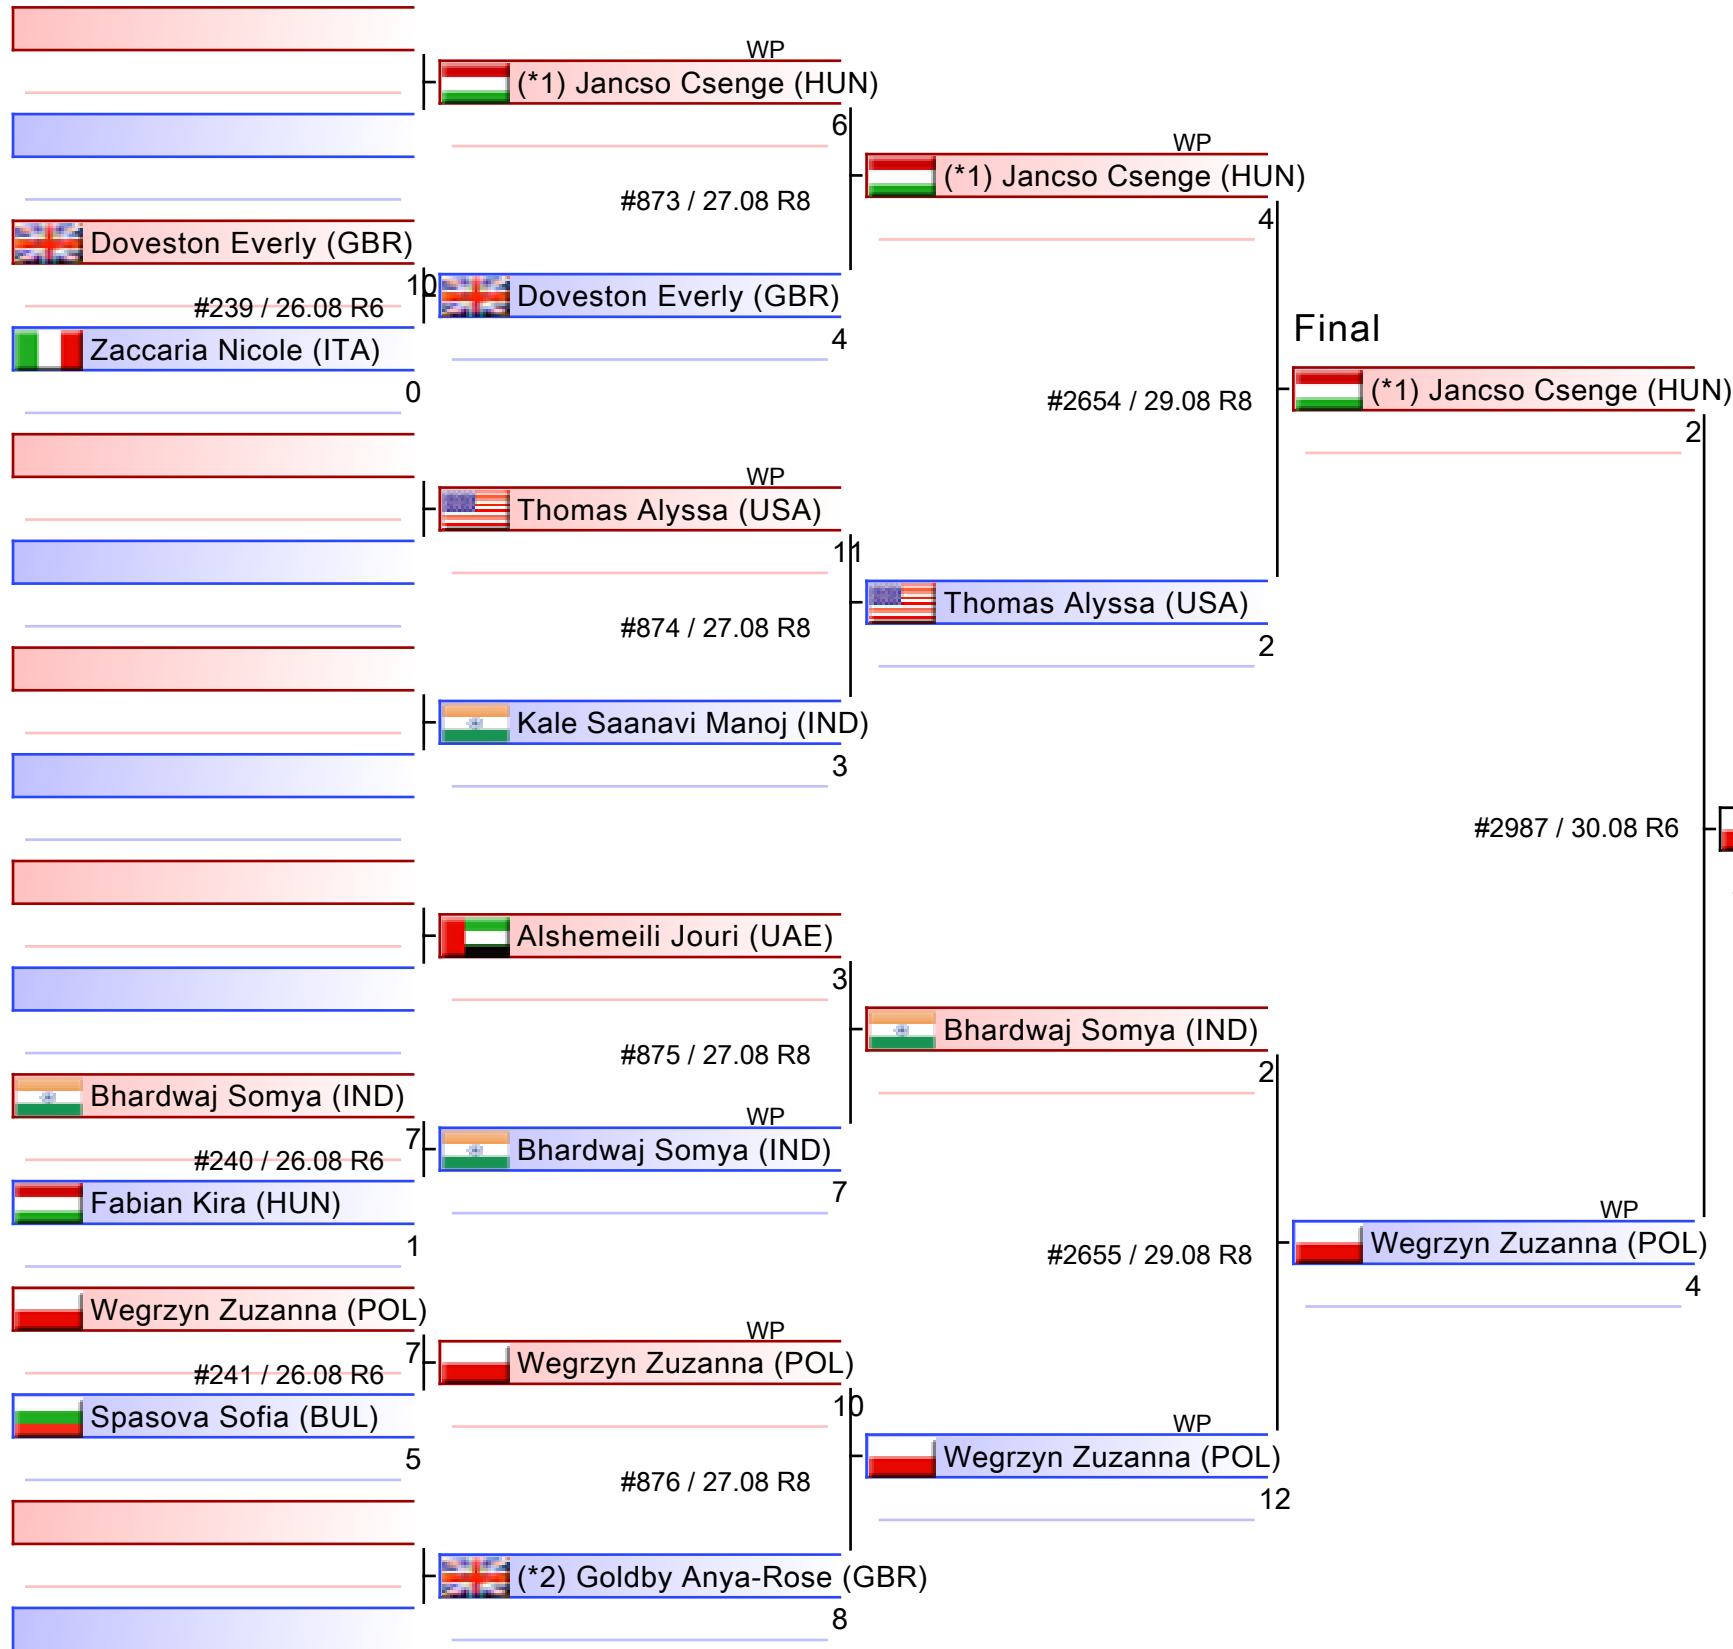 WP
(*1) Jancso Csenge (HUN)
6
WP
(*1) Jancso Csenge (HUN)
#873 / 27.08 R8
4
Doveston Everly (GBR)
10
#239 / 26.08 R6
Doveston Everly (GBR)
4
Zaccaria Nicole (ITA)
0
Final
#2654 / 29.08 R8
(*1) Jancso Csenge (HUN)
2
WP
Thomas Alyssa (USA)
11
Thomas Alyssa (USA)
#874 / 27.08 R8
2
Kale Saanavi Manoj (IND)
3
#2987 / 30.08 R6
Alshemeili Jouri (UAE)
3
Bhardwaj Somya (IND)
#875 / 27.08 R8
2
Bhardwaj Somya (IND)
7
#240 / 26.08 R6
WP
Bhardwaj Somya (IND)
7
Fabian Kira (HUN)
1
#2655 / 29.08 R8
WP
Wegrzyn Zuzanna (POL)
4
Wegrzyn Zuzanna (POL)
7
#241 / 26.08 R6
WP
Wegrzyn Zuzanna (POL)
10
Spasova Sofia (BUL)
5
WP
Wegrzyn Zuzanna (POL)
#876 / 27.08 R8
12
(*2) Goldby Anya-Rose (GBR)
8